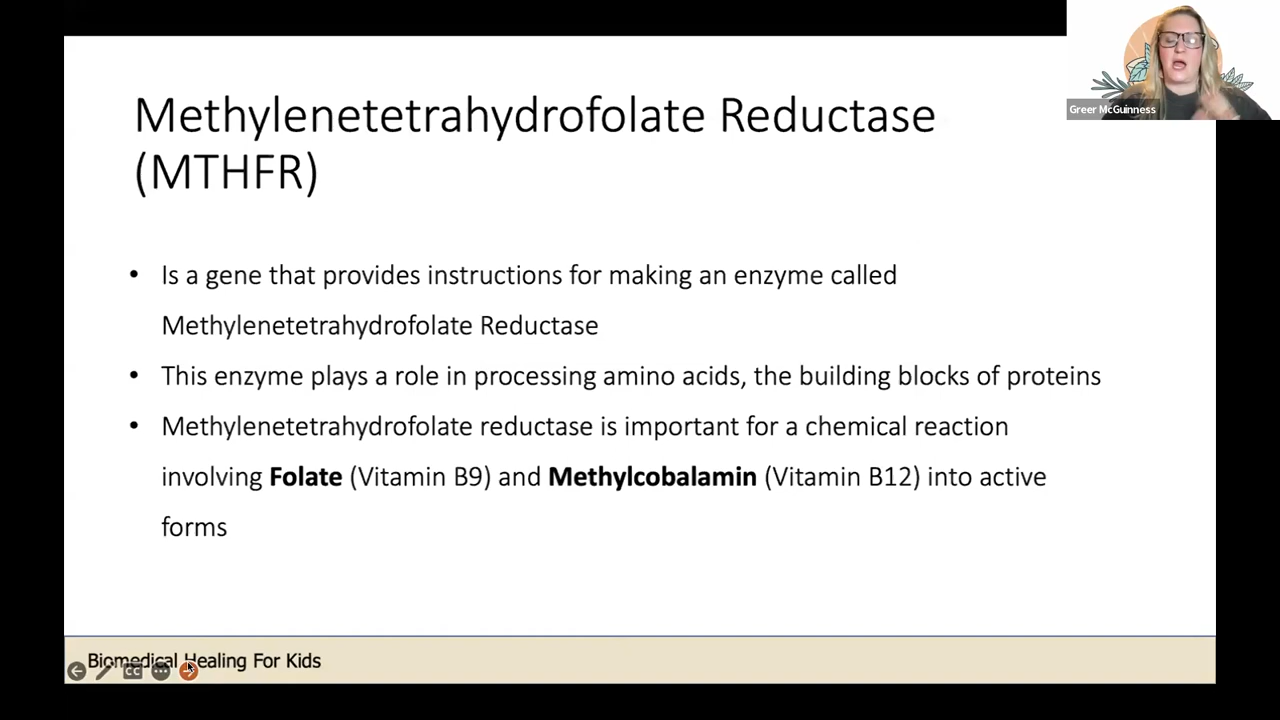 Methylenetetrahydrofolate Reductase
(MTHFR)
Greer McGuinness
• Is a gene that provides instructions for making an enzyme called
Methylenetetrahydrofolate Reductase
• This enzyme plays a role in processing amino acids, the building blocks of proteins
• Methylenetetrahydrofolate reductase is important for a chemical reaction
involving Folate (Vitamin B9) and Methylcobalamin (Vitamin B12) into active
forms
Biomedical Healing For Kids
CC